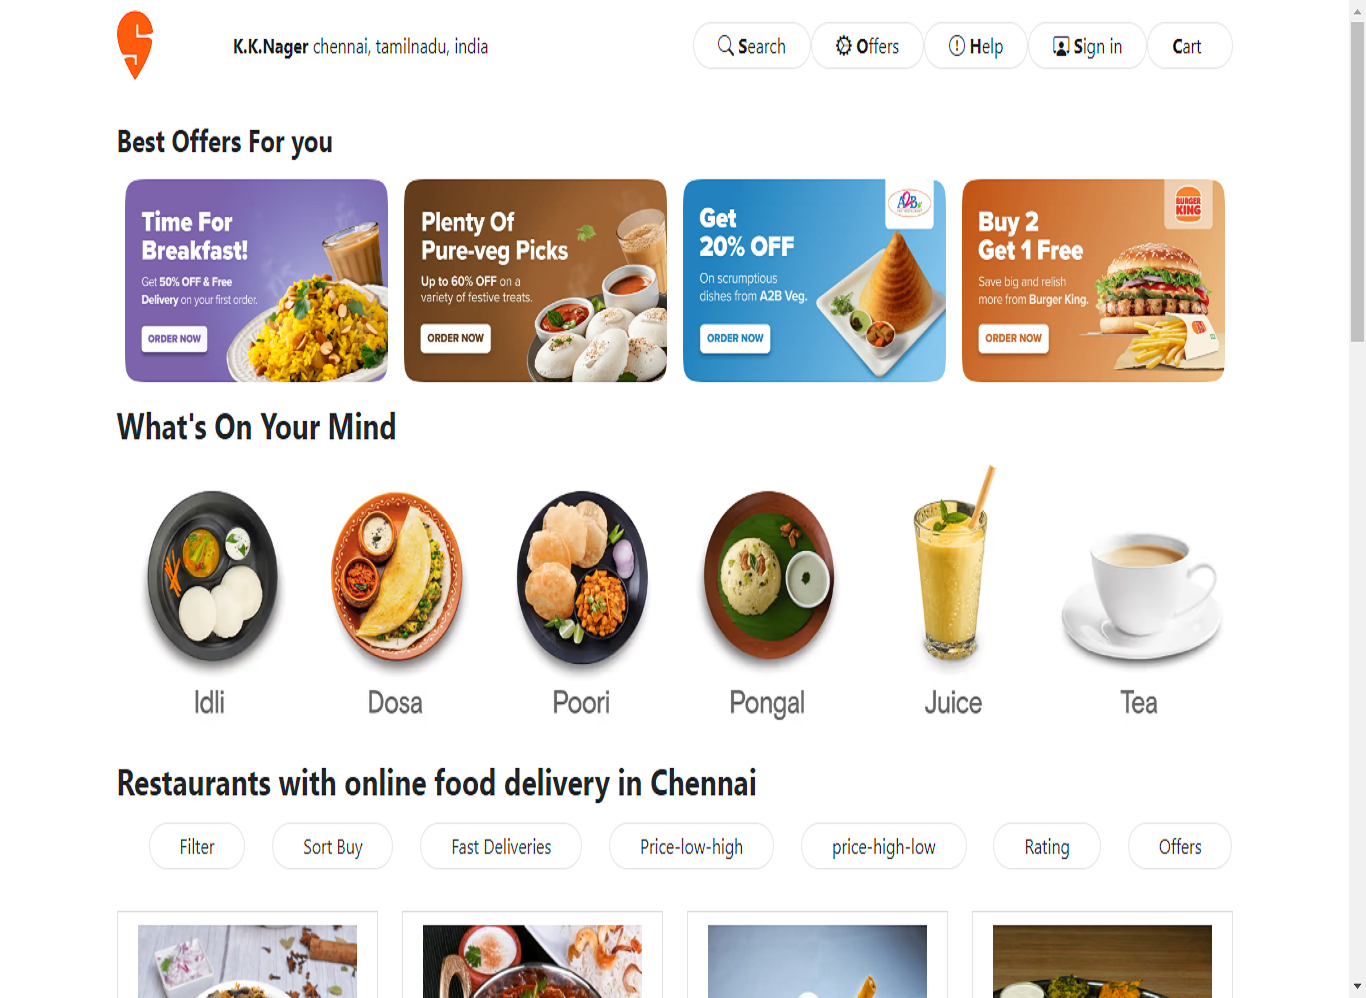 K.K.Nager chennai, tamilnadu, india
Search
Offers
Help
Sign in
Cart
Best Offers For you
Time For
Breakfast!
Get 50% OFF & Free
Delivery on your first order.
ORDER NOW
Plenty Of
Pure-veg Picks
Up to 60% OFF on a
variety of festive treats.
ORDER NOW
Get
20% OFF
On scrumptious
dishes from A2B Veg.
ORDER NOW
A2B
Buy 2
Get 1 Free
Save big and relish
more from Burger King.
ORDER NOW
BURGER
KING
What's On Your Mind
Idli
Dosa
Poori
Pongal
Juice
Tea
Restaurants with online food delivery in Chennai
Filter
Sort Buy
Fast Deliveries
Price-low-high
price-high-low
Rating
Offers